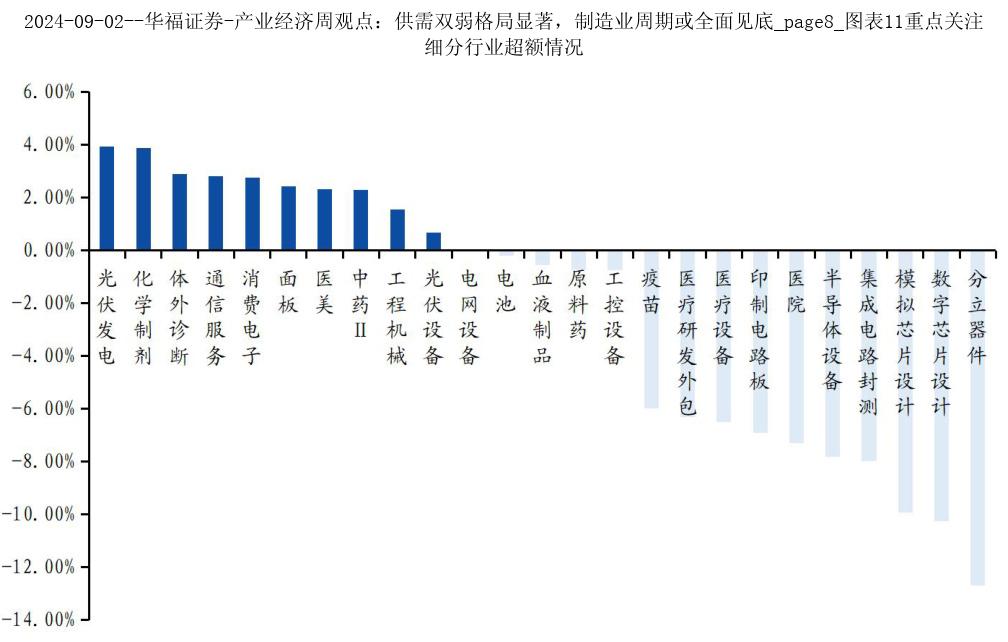 2024-09-02--华福证券-产业经济周观点：供需双弱格局显著，制造业周期或全面见底_page8_图表11重点关注
细分行业超额情况
6.00%
4.00%
2.00%
0.00%
-2.00%
-4.00%
-6.00%
-8.00%
-10.00%
-12.00%
-14.00%
光伏发电
化学制剂
体外诊断
通信服务
消费电子
面板
医美
中药Ⅱ
工程机械
光伏设备
电网设备
电池
血液制品
原料药
工控设备
疫苗
医疗研发外包
医疗设备
印制电路板
医院
半导体设备
集成电路封测
模拟芯片设计
数字芯片设计
分立器件